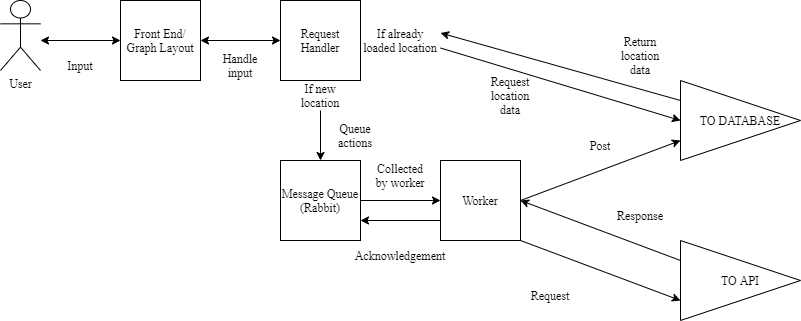 Front End/
Graph Layout
Request
Handler
If already
loaded location
Return
location
data
Input
Handle
input
User
If new
location
Request
location
data
TO DATABASE
Queue
actions
Post
Message Queue
(Rabbit)
Collected
by worker
Worker
Response
Acknowledgement
TO API
Request